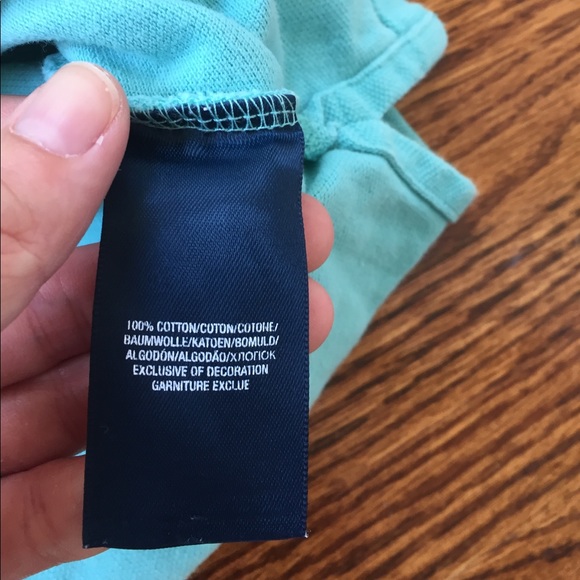 100% COTTON/COTON/COTONE/
BAUMWOLLE/KATOEN/BOMULD/
ALGODÓN/ALGODÃO/ХЛОПОК
EXCLUSIVE OF DECORATION
GARNITURE EXCLUE